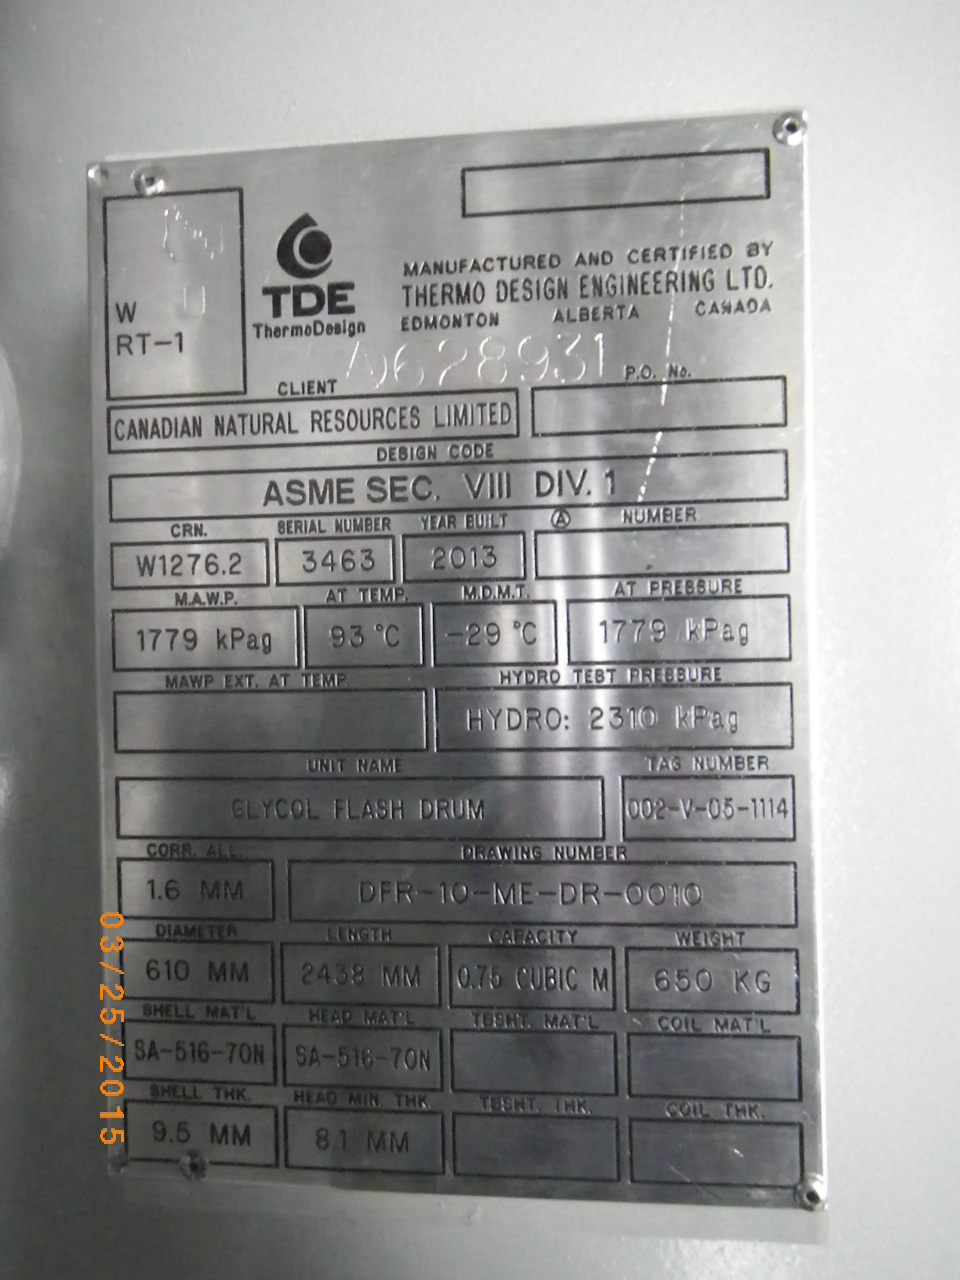 W
RT-1
TDE
ThermoDesign
MANUFACTURED AND CERTIFIED BY
THERMO DESIGN ENGINEERING LTD.
EDMONTON ALBERTA CANADA
A628931
CLIENT P.O. No.
CANADIAN NATURAL RESOURCES LIMITED
DESIGN CODE
ASME SEC. VIII DIV. 1
CRN. SERIAL NUMBER YEAR BUILT Ⓐ NUMBER
W1276.2 3463 2013
M.A.W.P. AT TEMP. M.D.M.T. AT PRESSURE
1779 kPag 93 °C -29 °C 1779 kPag
MAWP EXT. AT TEMP. HYDRO TEST PRESSURE
HYDRO: 2310 kPag
UNIT NAME TAG NUMBER
GLYCOL FLASH DRUM 002-V-05-1114
CORR. ALL. DRAWING NUMBER
1.6 MM DFR-10-ME-DR-0010
DIAMETER LENGTH CAPACITY WEIGHT
610 MM 2438 MM 0.75 CUBIC M 650 KG
SHELL MAT'L HEAD MAT'L TBSHT. MAT'L COIL MAT'L
SA-516-70N SA-516-70N
SHELL THK. HEAD MIN. THK. TBSHT. THK. COIL THK.
9.5 MM 8.1 MM
03/25/2015